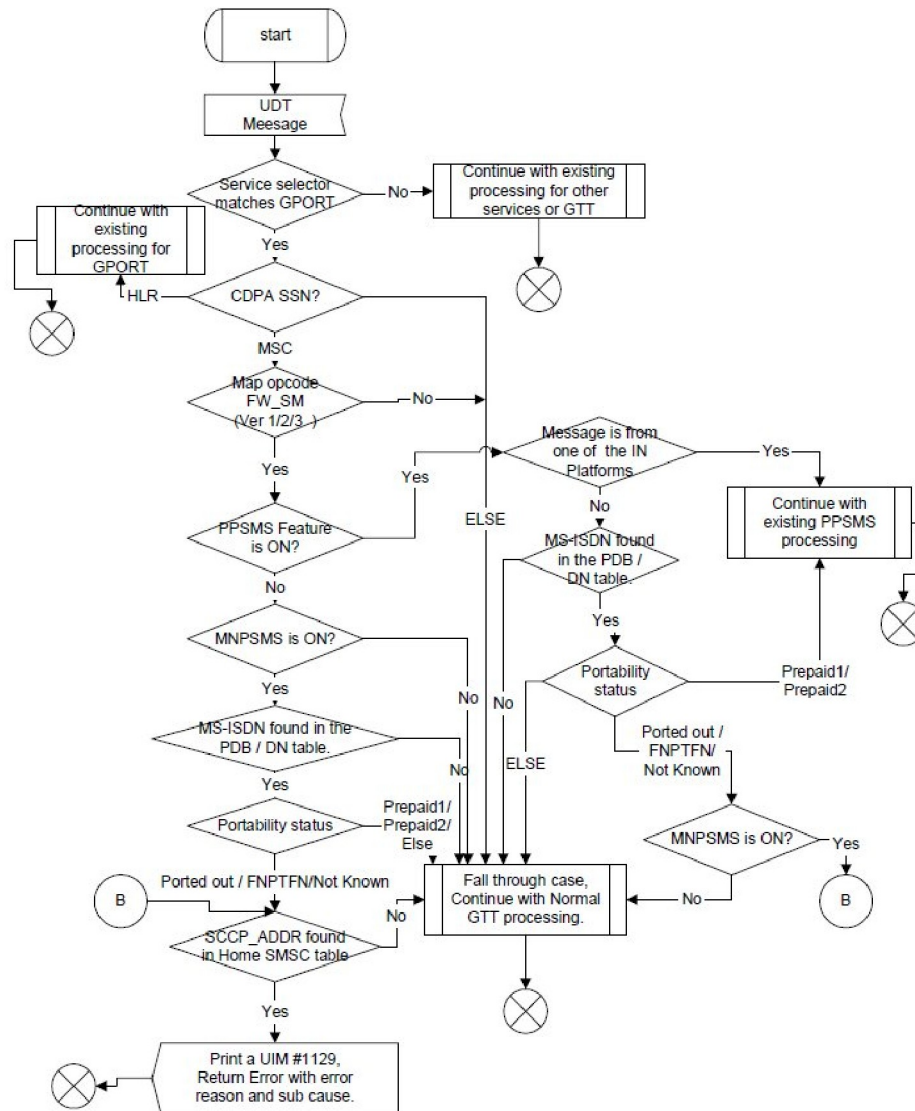 start
UDT
Meesage
Service selector
matches GPORT
No
Continue with existing
processing for other
services or GTT
Yes
Continue with
existing
processing for
GPORT
HLR
CDPA SSN?
MSC
Map opcode
FW_SM
(Ver 1/2/3 )
No
Yes
Yes
Message is from
one of the IN
Platforms
Yes
No
ELSE
PPSMS Feature
is ON?
Continue with
existing PPSMS
processing
MS-ISDN found
in the PDB /
DN table.
No
Yes
MNPSMS is ON?
Portability
status
Prepaid1/
Prepaid2
No
No
Yes
MS-ISDN found in the
PDB / DN table.
Ported out /
FNPTFN/
Not Known
No
ELSE
Yes
Portability status
Prepaid1/
Prepaid2/
Else
MNPSMS is ON?
Yes
Ported out / FNPTFN/Not Known
B
No
Fall through case,
Continue with Normal
GTT processing.
No
B
SCCP_ADDR found
in Home SMSC table
Yes
Print a UIM #1129,
Return Error with error
reason and sub cause.